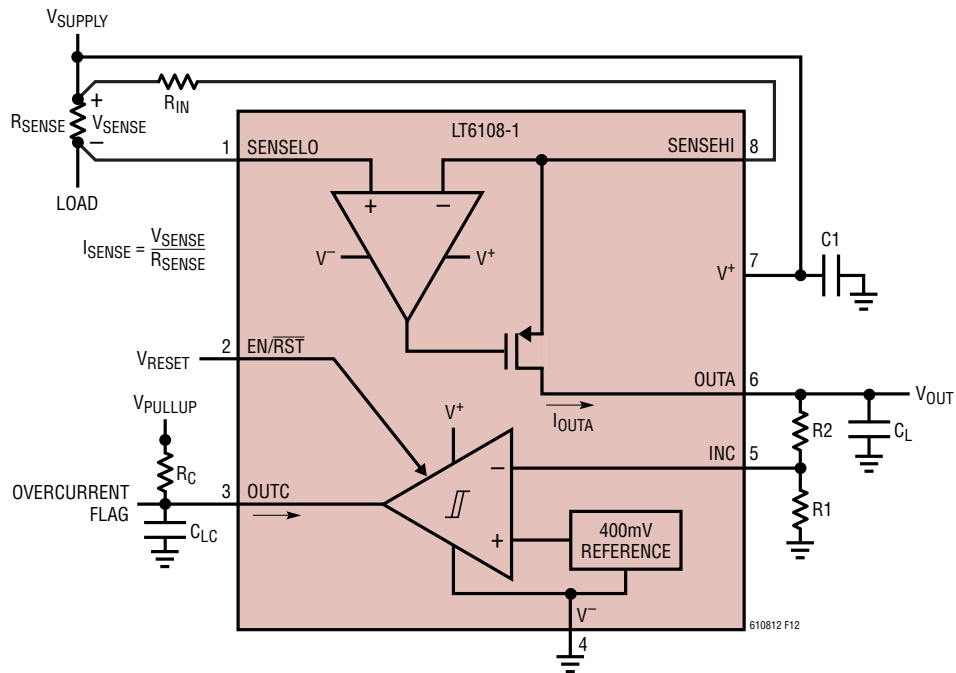 VSUPPLY
RIN
+
RSENSE
VSENSE
−
LOAD
ISENSE = VSENSE
RSENSE
LT6108-1
1
SENSELO
SENSEHI
8
+
−
V−
V+
V+
7
C1
2
EN/RST
VRESET
VPULLUP
RC
OVERCURRENT
FLAG
3
OUTC
CLC
V+
IOUTA
OUTA
6
VOUT
R2
CL
INC
5
R1
−
+
400mV
REFERENCE
V−
4
610812 F12